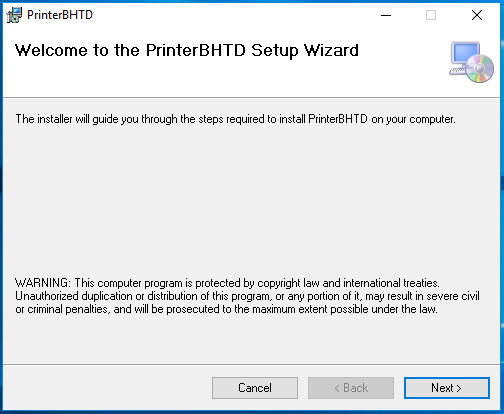 PrinterBHTD
Welcome to the PrinterBHTD Setup Wizard
The installer will guide you through the steps required to install PrinterBHTD on your computer.
WARNING: This computer program is protected by copyright law and international treaties.
Unauthorized duplication or distribution of this program, or any portion of it, may result in severe civil
or criminal penalties, and will be prosecuted to the maximum extent possible under the law.
Cancel < Back Next >